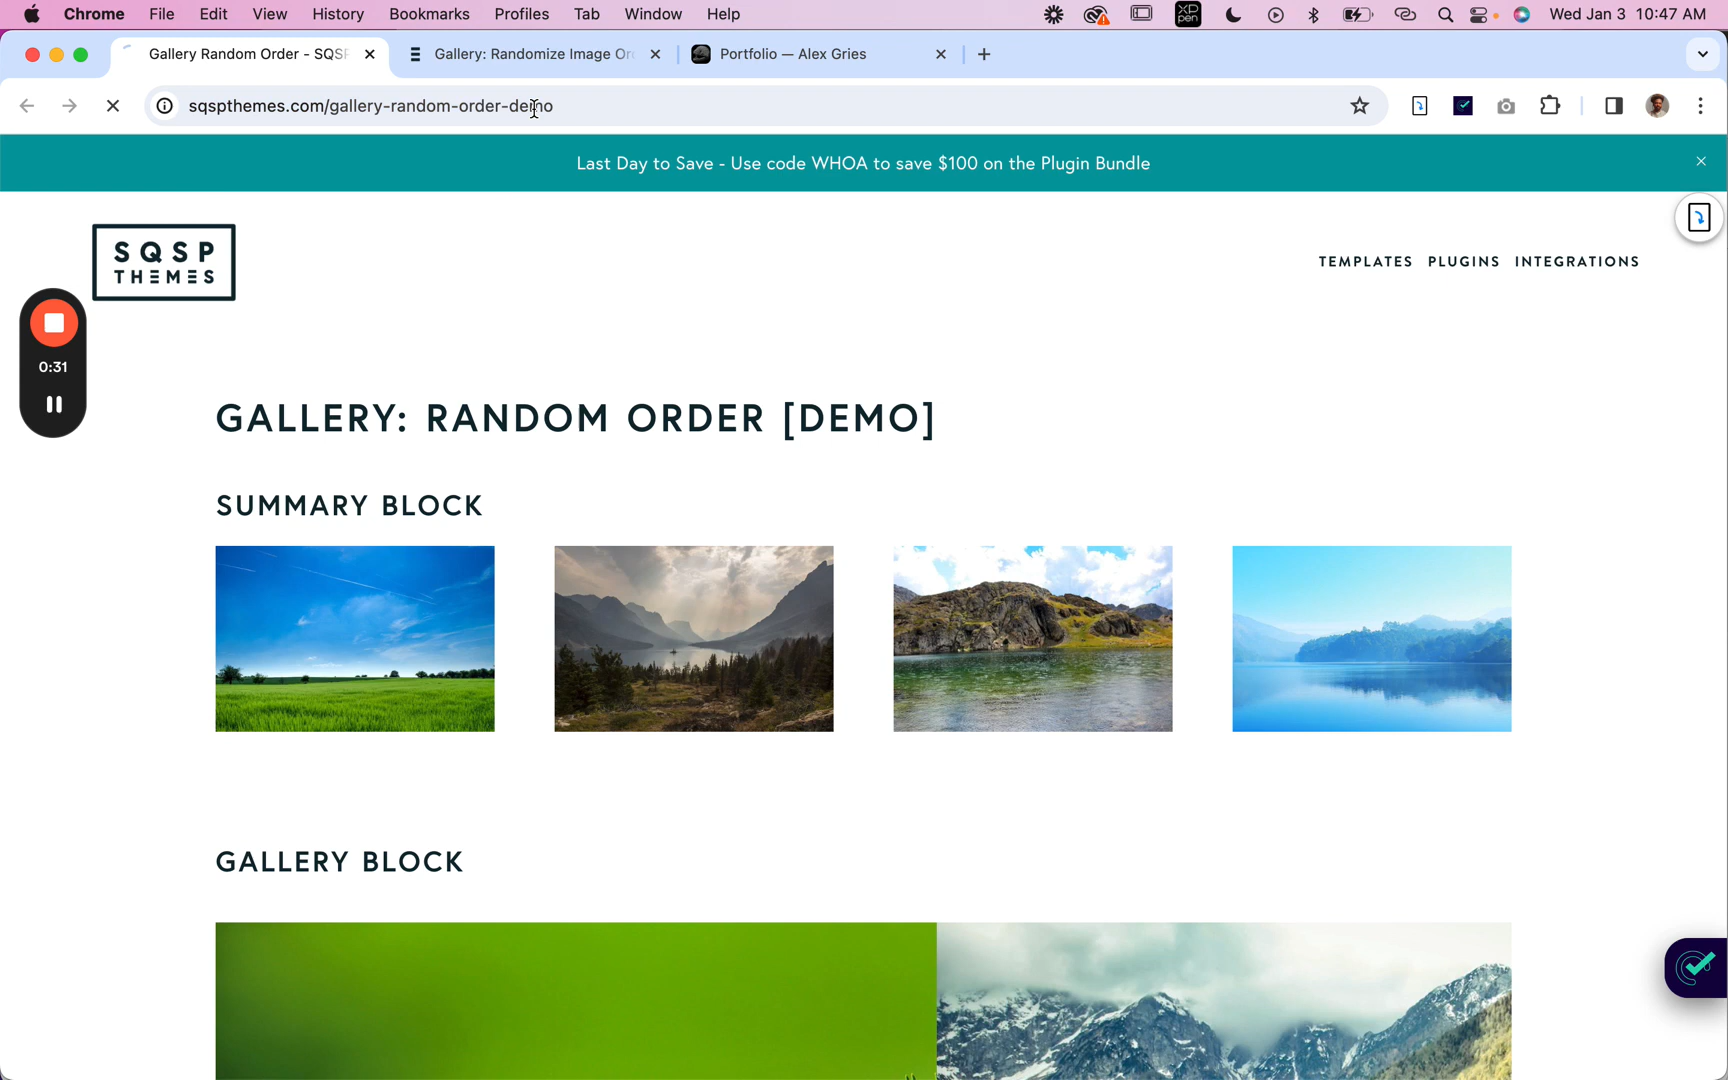 Chrome File Edit View History Bookmarks Profiles Tab Window Help
XP pen
Wed Jan 3 10:47 AM
Gallery Random Order - SQSP
Gallery: Randomize Image Ord
Portfolio — Alex Gries
sqspthemes.com/gallery-random-order-demo
Last Day to Save - Use code WHOA to save $100 on the Plugin Bundle
SQSP
THEMES
TEMPLATES PLUGINS INTEGRATIONS
0:31
GALLERY: RANDOM ORDER [DEMO]
SUMMARY BLOCK
GALLERY BLOCK